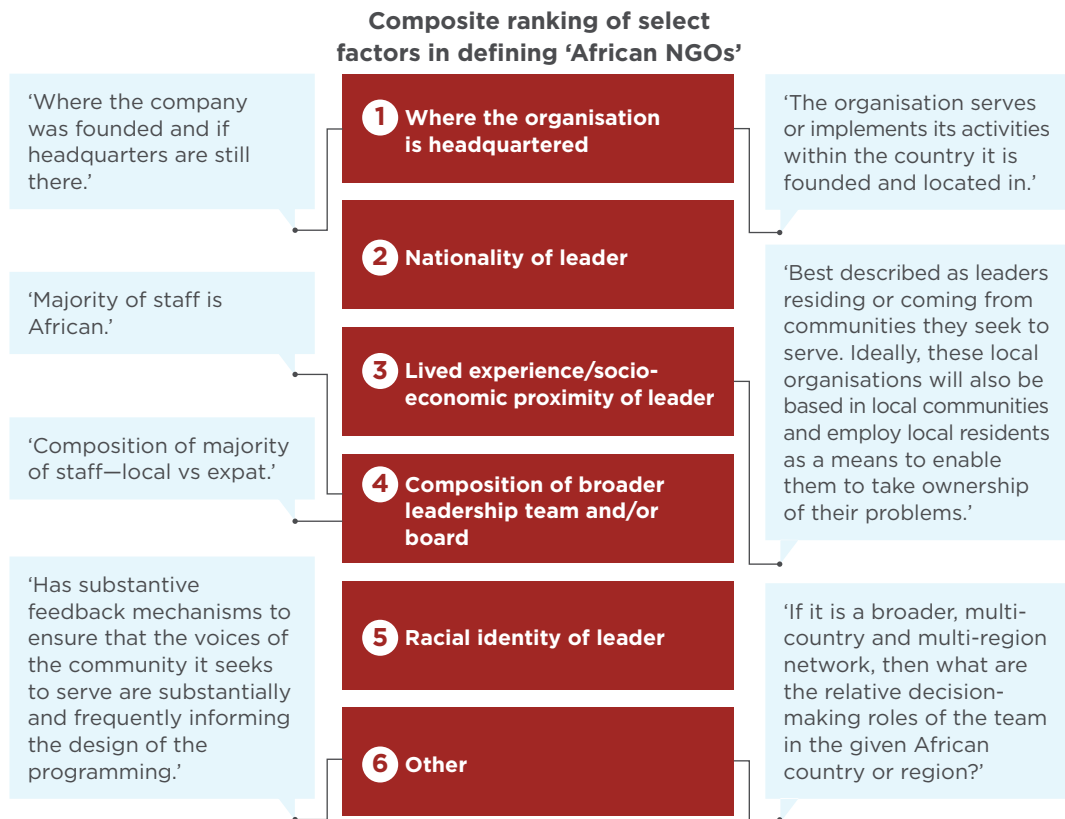 Composite ranking of select
factors in defining ‘African NGOs’
‘Where the company
was founded and if
headquarters are still
there.’
‘Majority of staff is
African.’
‘Composition of majority
of staff—local vs expat.’
‘Has substantive
feedback mechanisms to
ensure that the voices of
the community it seeks
to serve are substantially
and frequently informing
the design of the
programming.’
1 Where the organisation
is headquartered
2 Nationality of leader
3 Lived experience/socio-
economic proximity of leader
4 Composition of broader
leadership team and/or
board
5 Racial identity of leader
6 Other
‘The organisation serves
or implements its activities
within the country it is
founded and located in.’
‘Best described as leaders
residing or coming from
communities they seek to
serve. Ideally, these local
organisations will also be
based in local communities
and employ local residents
as a means to enable
them to take ownership
of their problems.’
‘If it is a broader, multi-
country and multi-region
network, then what are
the relative decision-
making roles of the team
in the given African
country or region?’